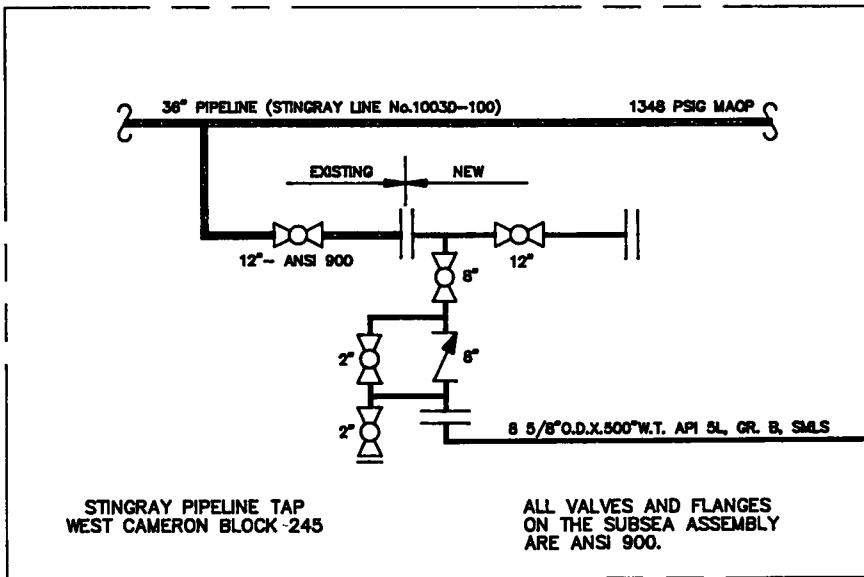 36" PIPELINE (STINGRAY LINE No.10030-100)
1348 PSIG MAOP
EXISTING
NEW
12"- ANSI 900
12"
8"
2"
8"
2"
8 5/8"O.D.X.500"W.T. API 5L, GR. B, SMLS
STINGRAY PIPELINE TAP
WEST CAMERON BLOCK 245
ALL VALVES AND FLANGES
ON THE SUBSEA ASSEMBLY
ARE ANSI 900.